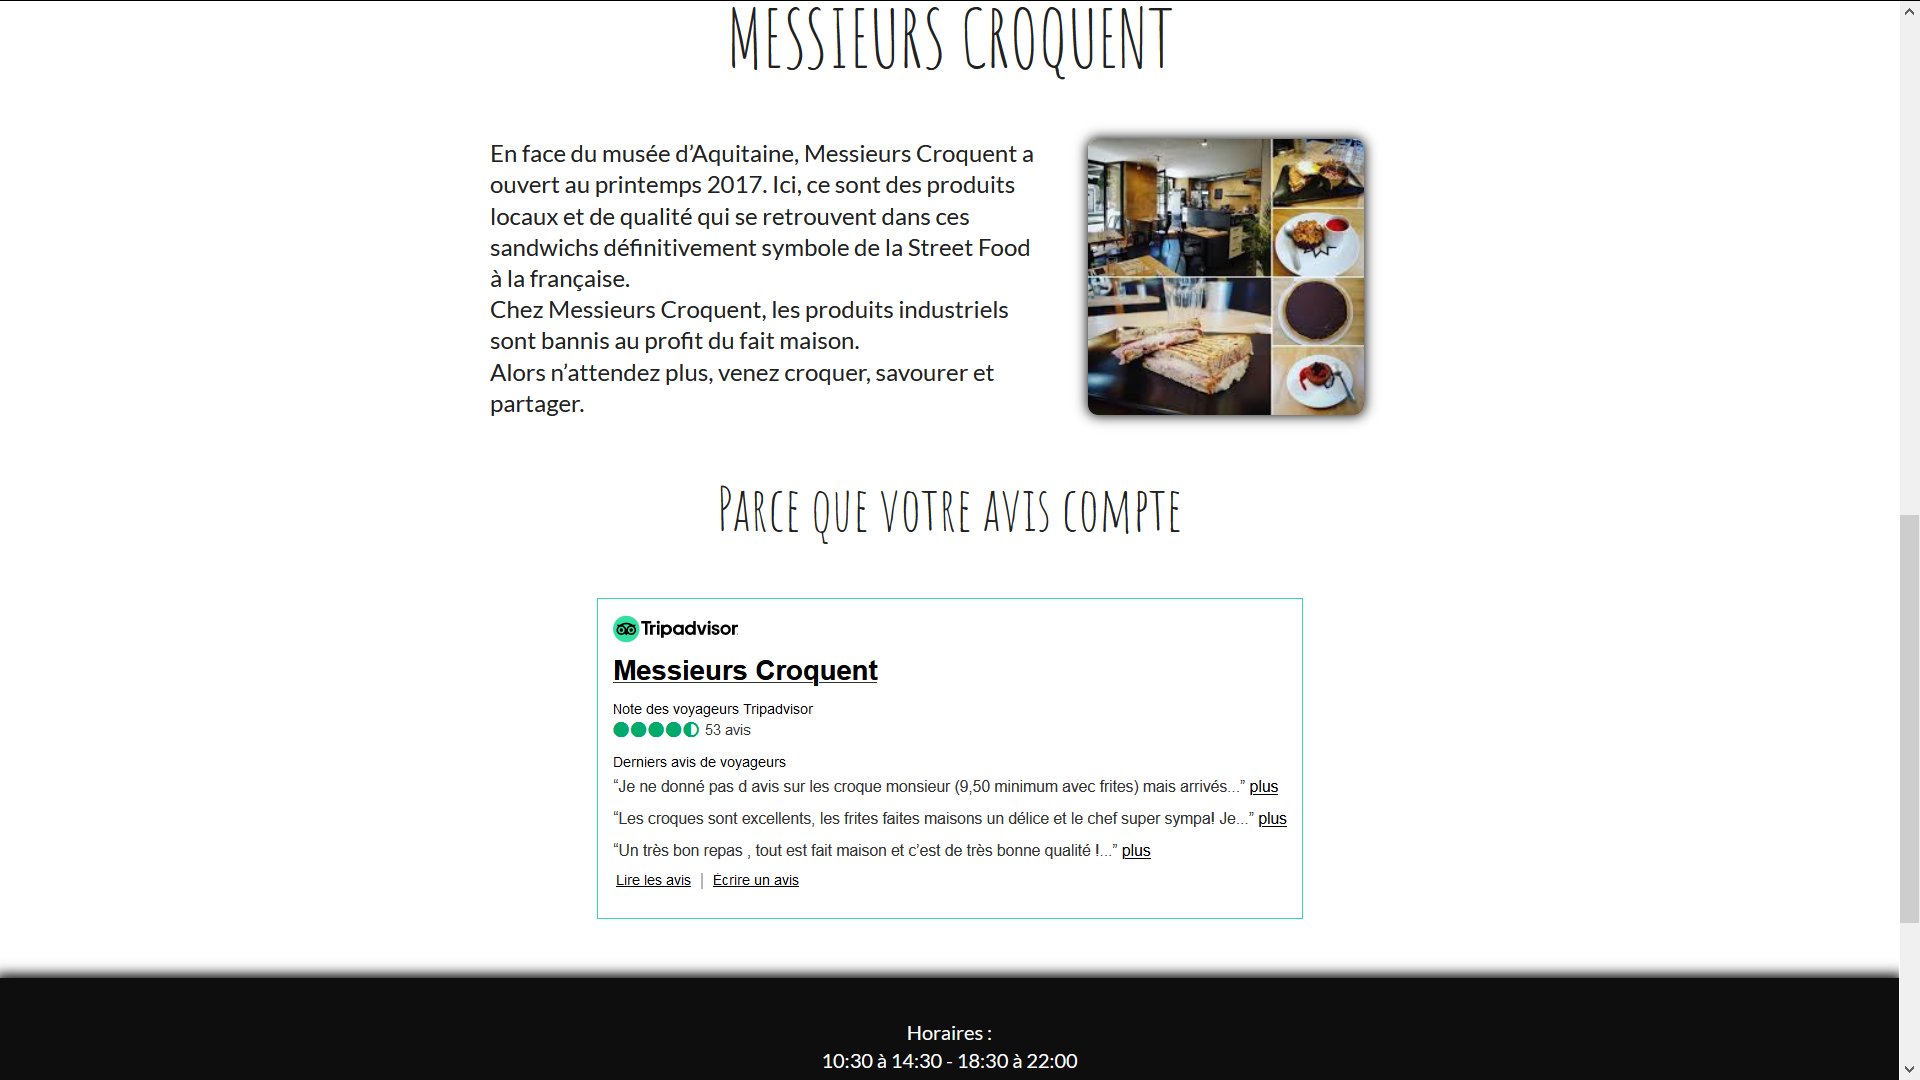 MESSIEURS CROQUENT
En face du musée d’Aquitaine, Messieurs Croquent a
ouvert au printemps 2017. Ici, ce sont des produits
locaux et de qualité qui se retrouvent dans ces
sandwichs définitivement symbole de la Street Food
à la française.
Chez Messieurs Croquent, les produits industriels
sont bannis au profit du fait maison.
Alors n’attendez plus, venez croquer, savourer et
partager.
Parce que votre avis compte
Tripadvisor
Messieurs Croquent
Note des voyageurs Tripadvisor
53 avis
Derniers avis de voyageurs
“Je ne donné pas d avis sur les croque monsieur (9,50 minimum avec frites) mais arrivés...” plus
“Les croques sont excellents, les frites faites maisons un délice et le chef super sympa! Je...” plus
“Un très bon repas , tout est fait maison et c’est de très bonne qualité !...” plus
Lire les avis | Écrire un avis
Horaires :
10:30 à 14:30 - 18:30 à 22:00